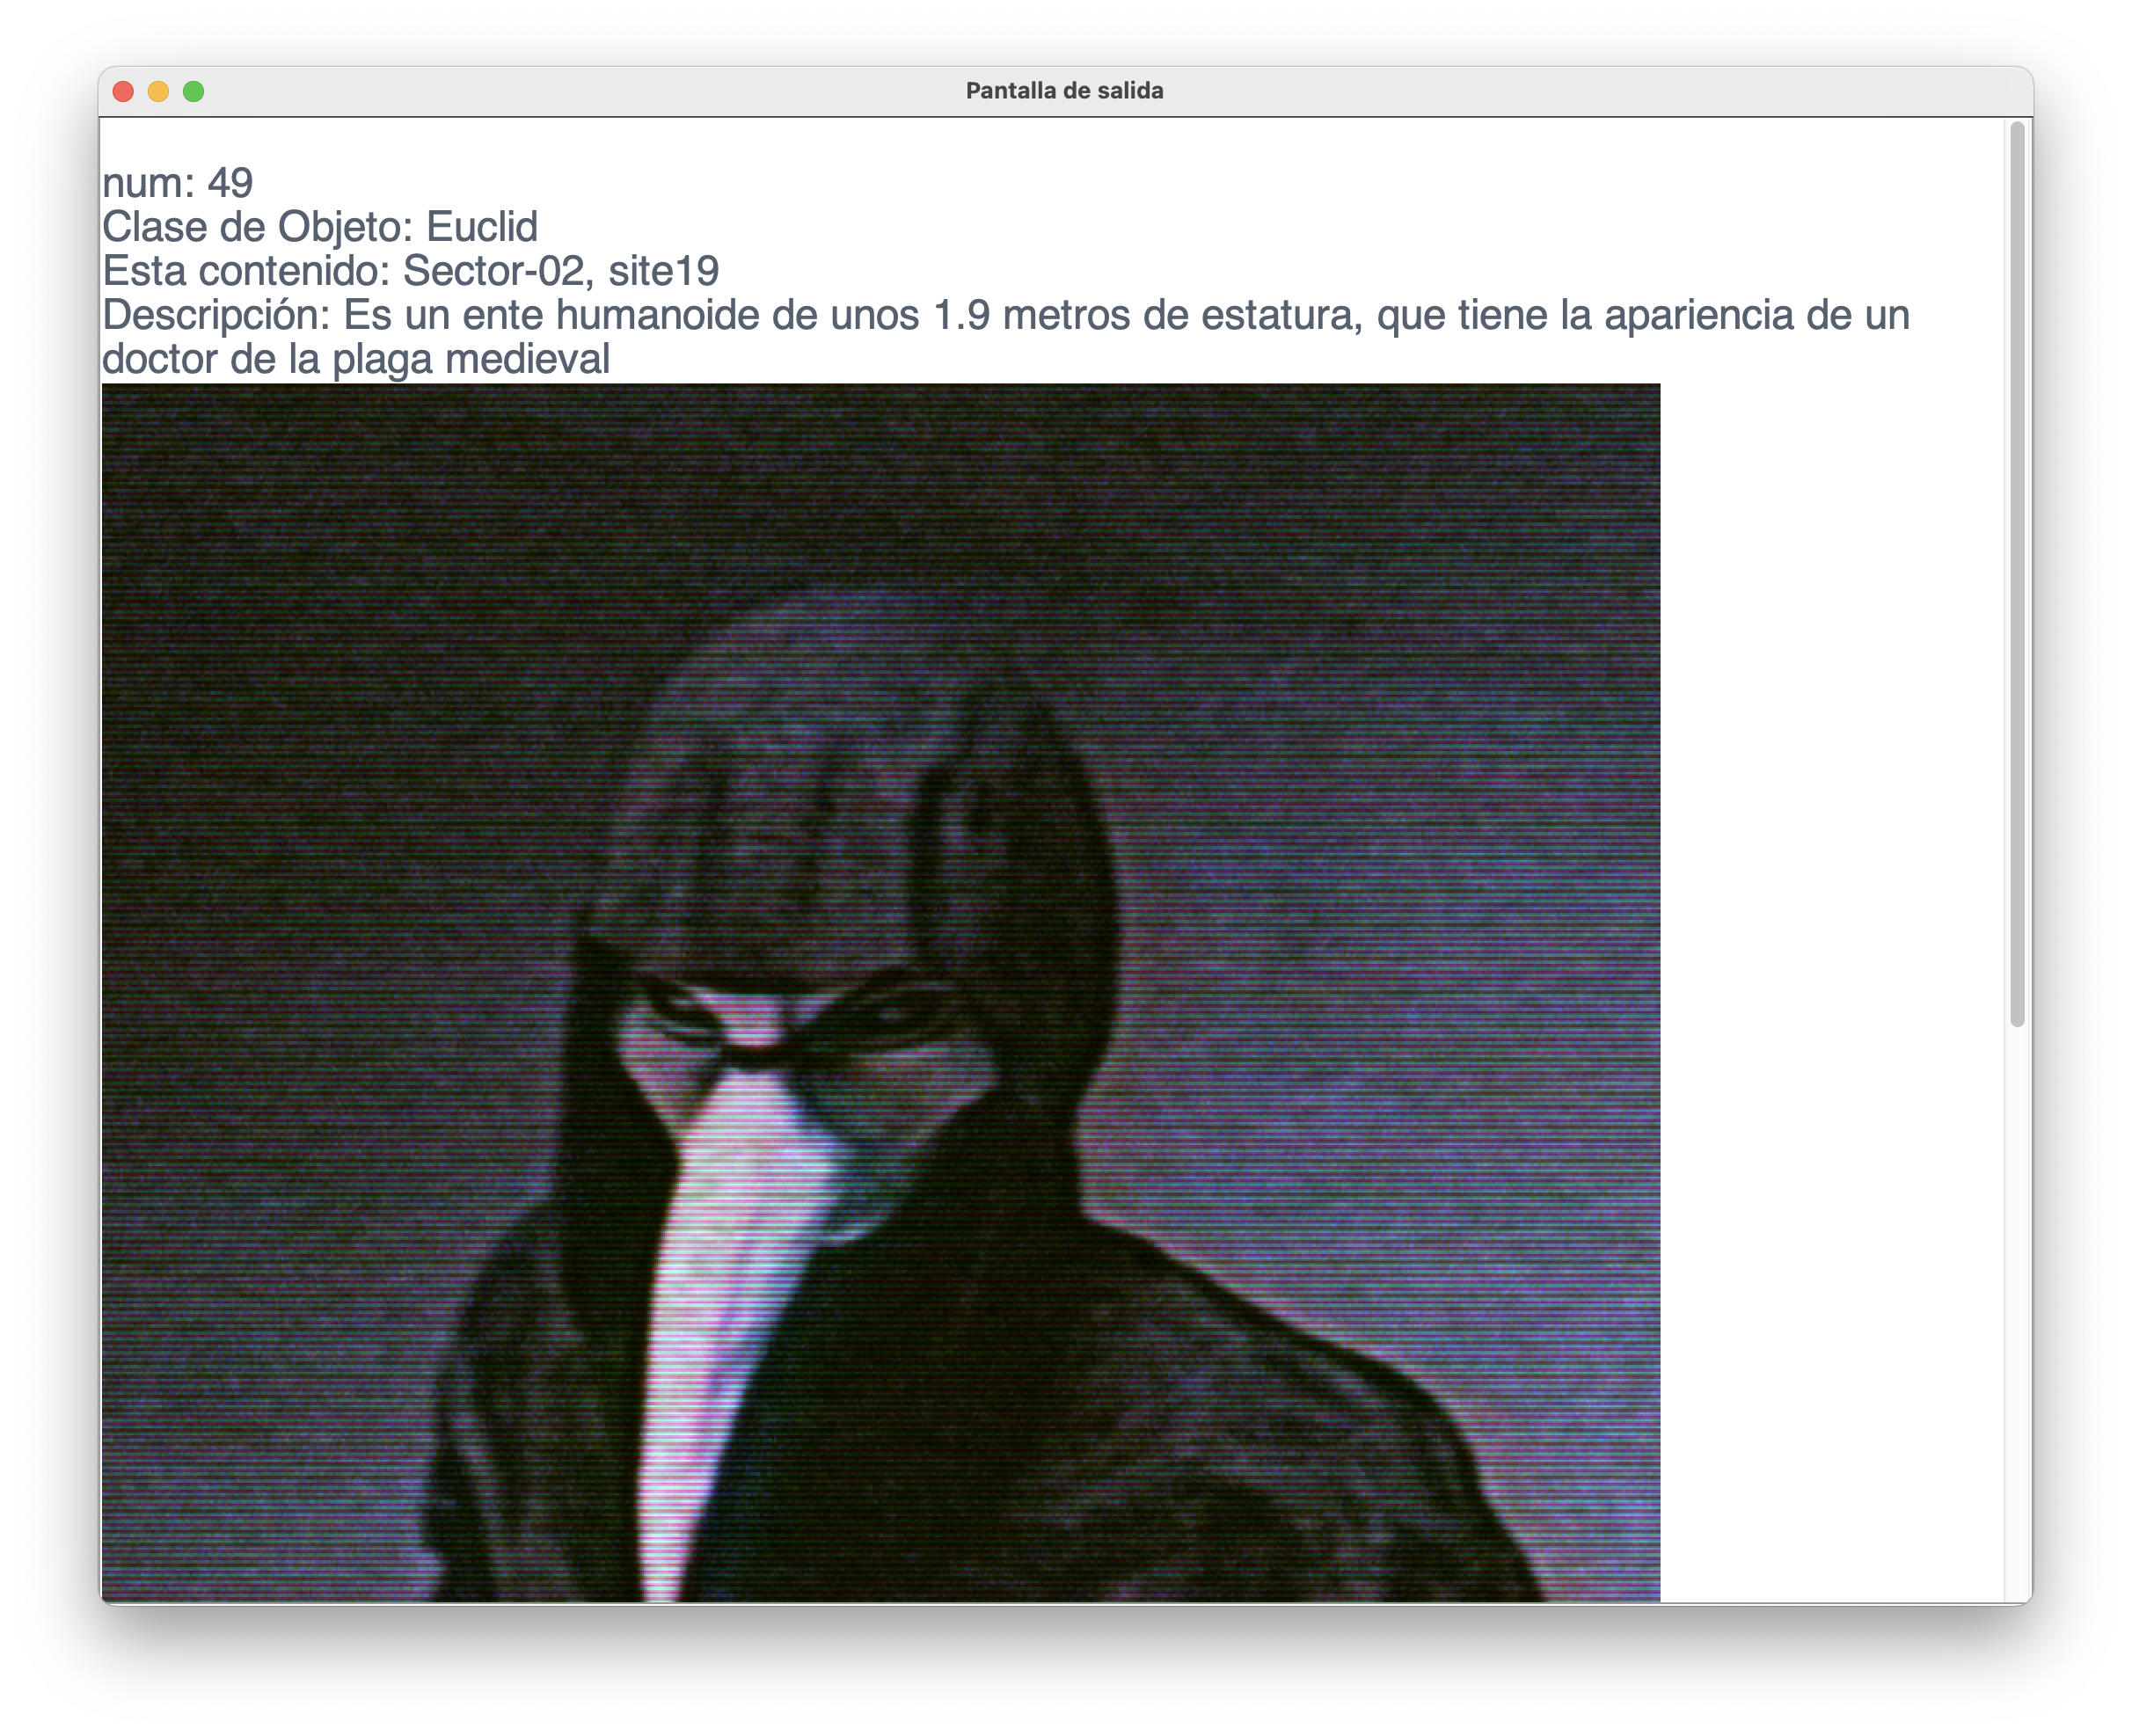 Pantalla de salida
num: 49
Clase de Objeto: Euclid
Esta contenido: Sector-02, site19
Descripción: Es un ente humanoide de unos 1.9 metros de estatura, que tiene la apariencia de un
doctor de la plaga medieval